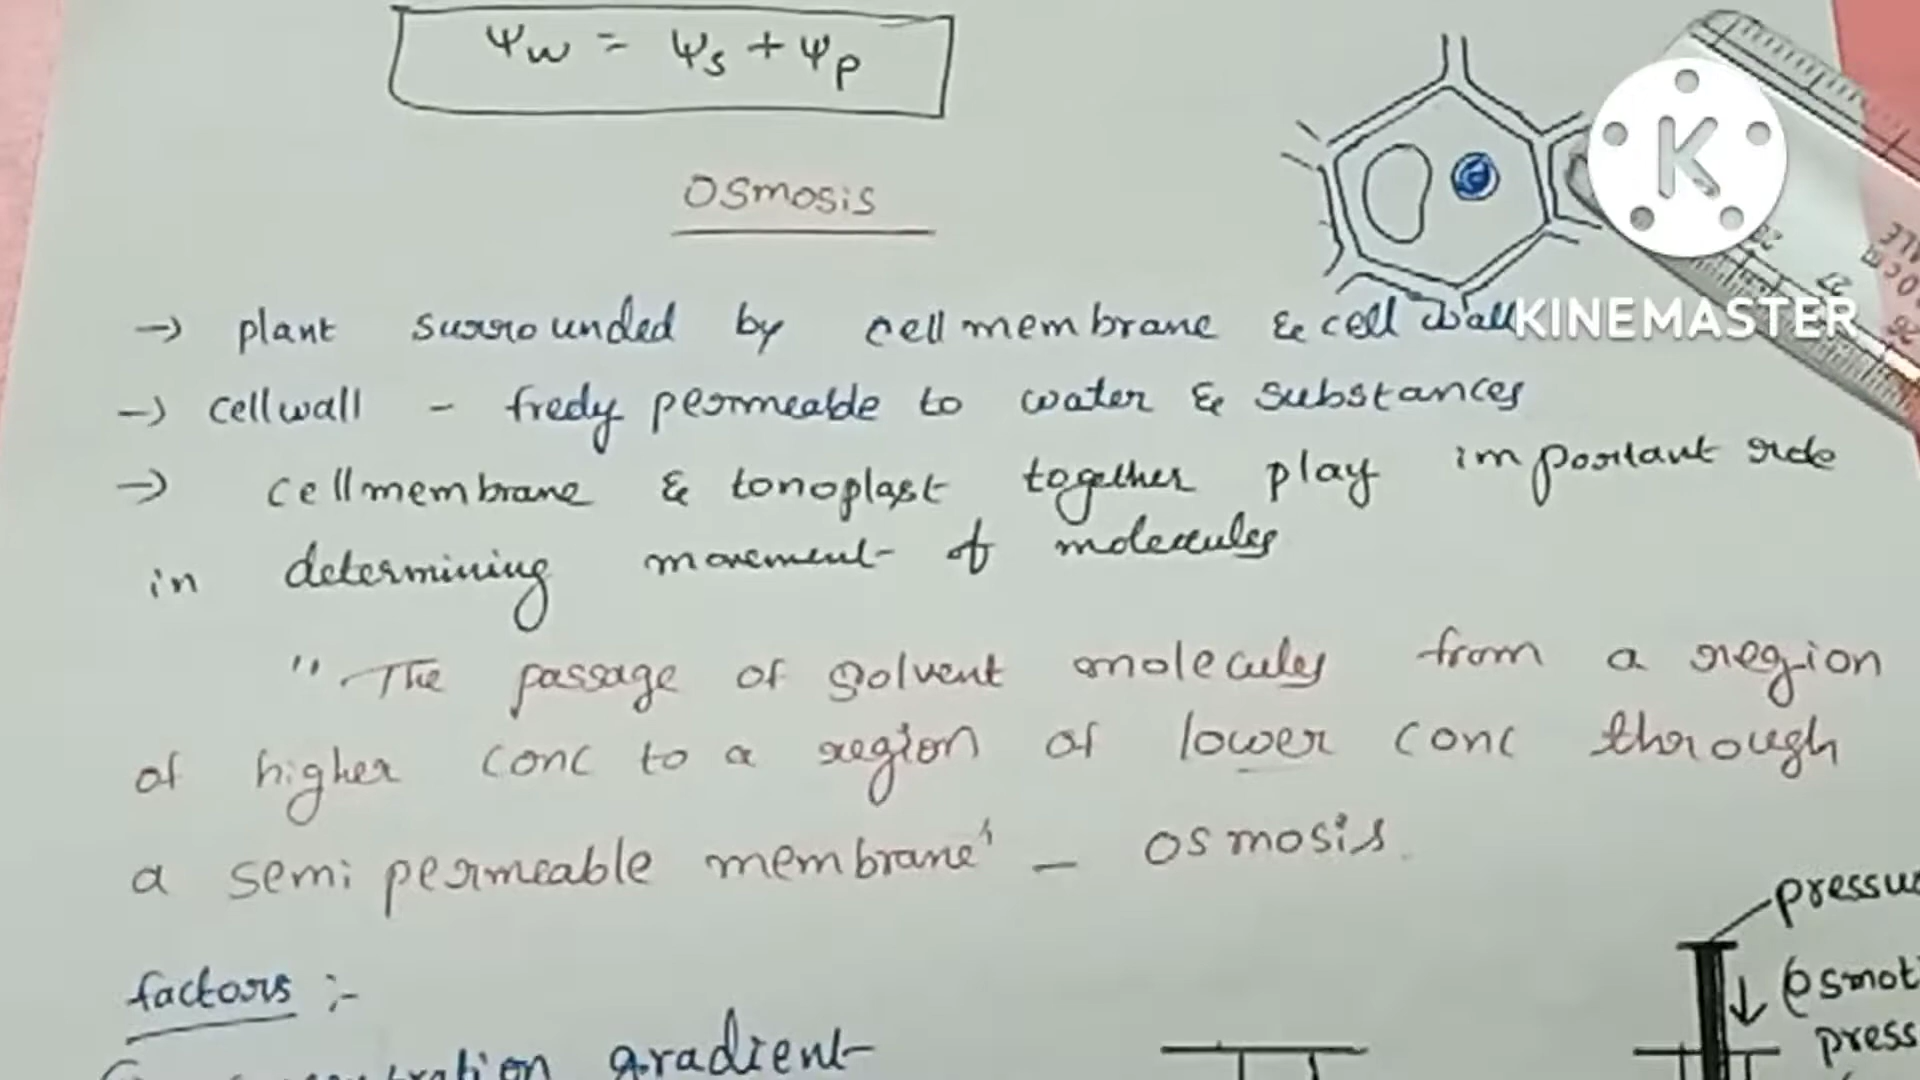 Ψw = Ψs + Ψp
Osmosis
→ plant surrounded by cell membrane & cell wall
KINEMASTER
→ cellwall - freely permeable to water & substances
→ cellmembrane & tonoplast together play important role
in determining movement of molecules
"The passage of solvent molecules from a region
of higher conc to a region of lower conc through
a semi permeable membrane" - osmosis.
factors :-
gradient
pressu
Osmot
press